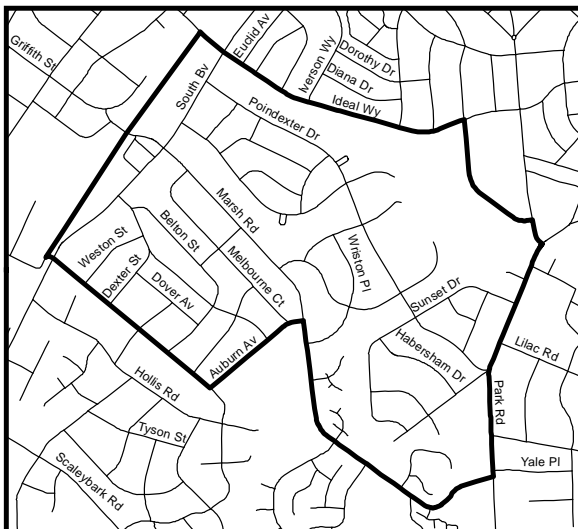 Griffith St
Euclid Av
Iverson Wy
Dorothy Dr
Diana Dr
Ideal Wy
South Bv
Poindexter Dr
Marsh Rd
Belton St
Weston St
Melbourne Ct
Wriston Pl
Dexter St
Dover Av
Sunset Dr
Auburn Av
Habersham Dr
Lilac Rd
Hollis Rd
Park Rd
Tyson St
Yale Pl
Scaleybark Rd